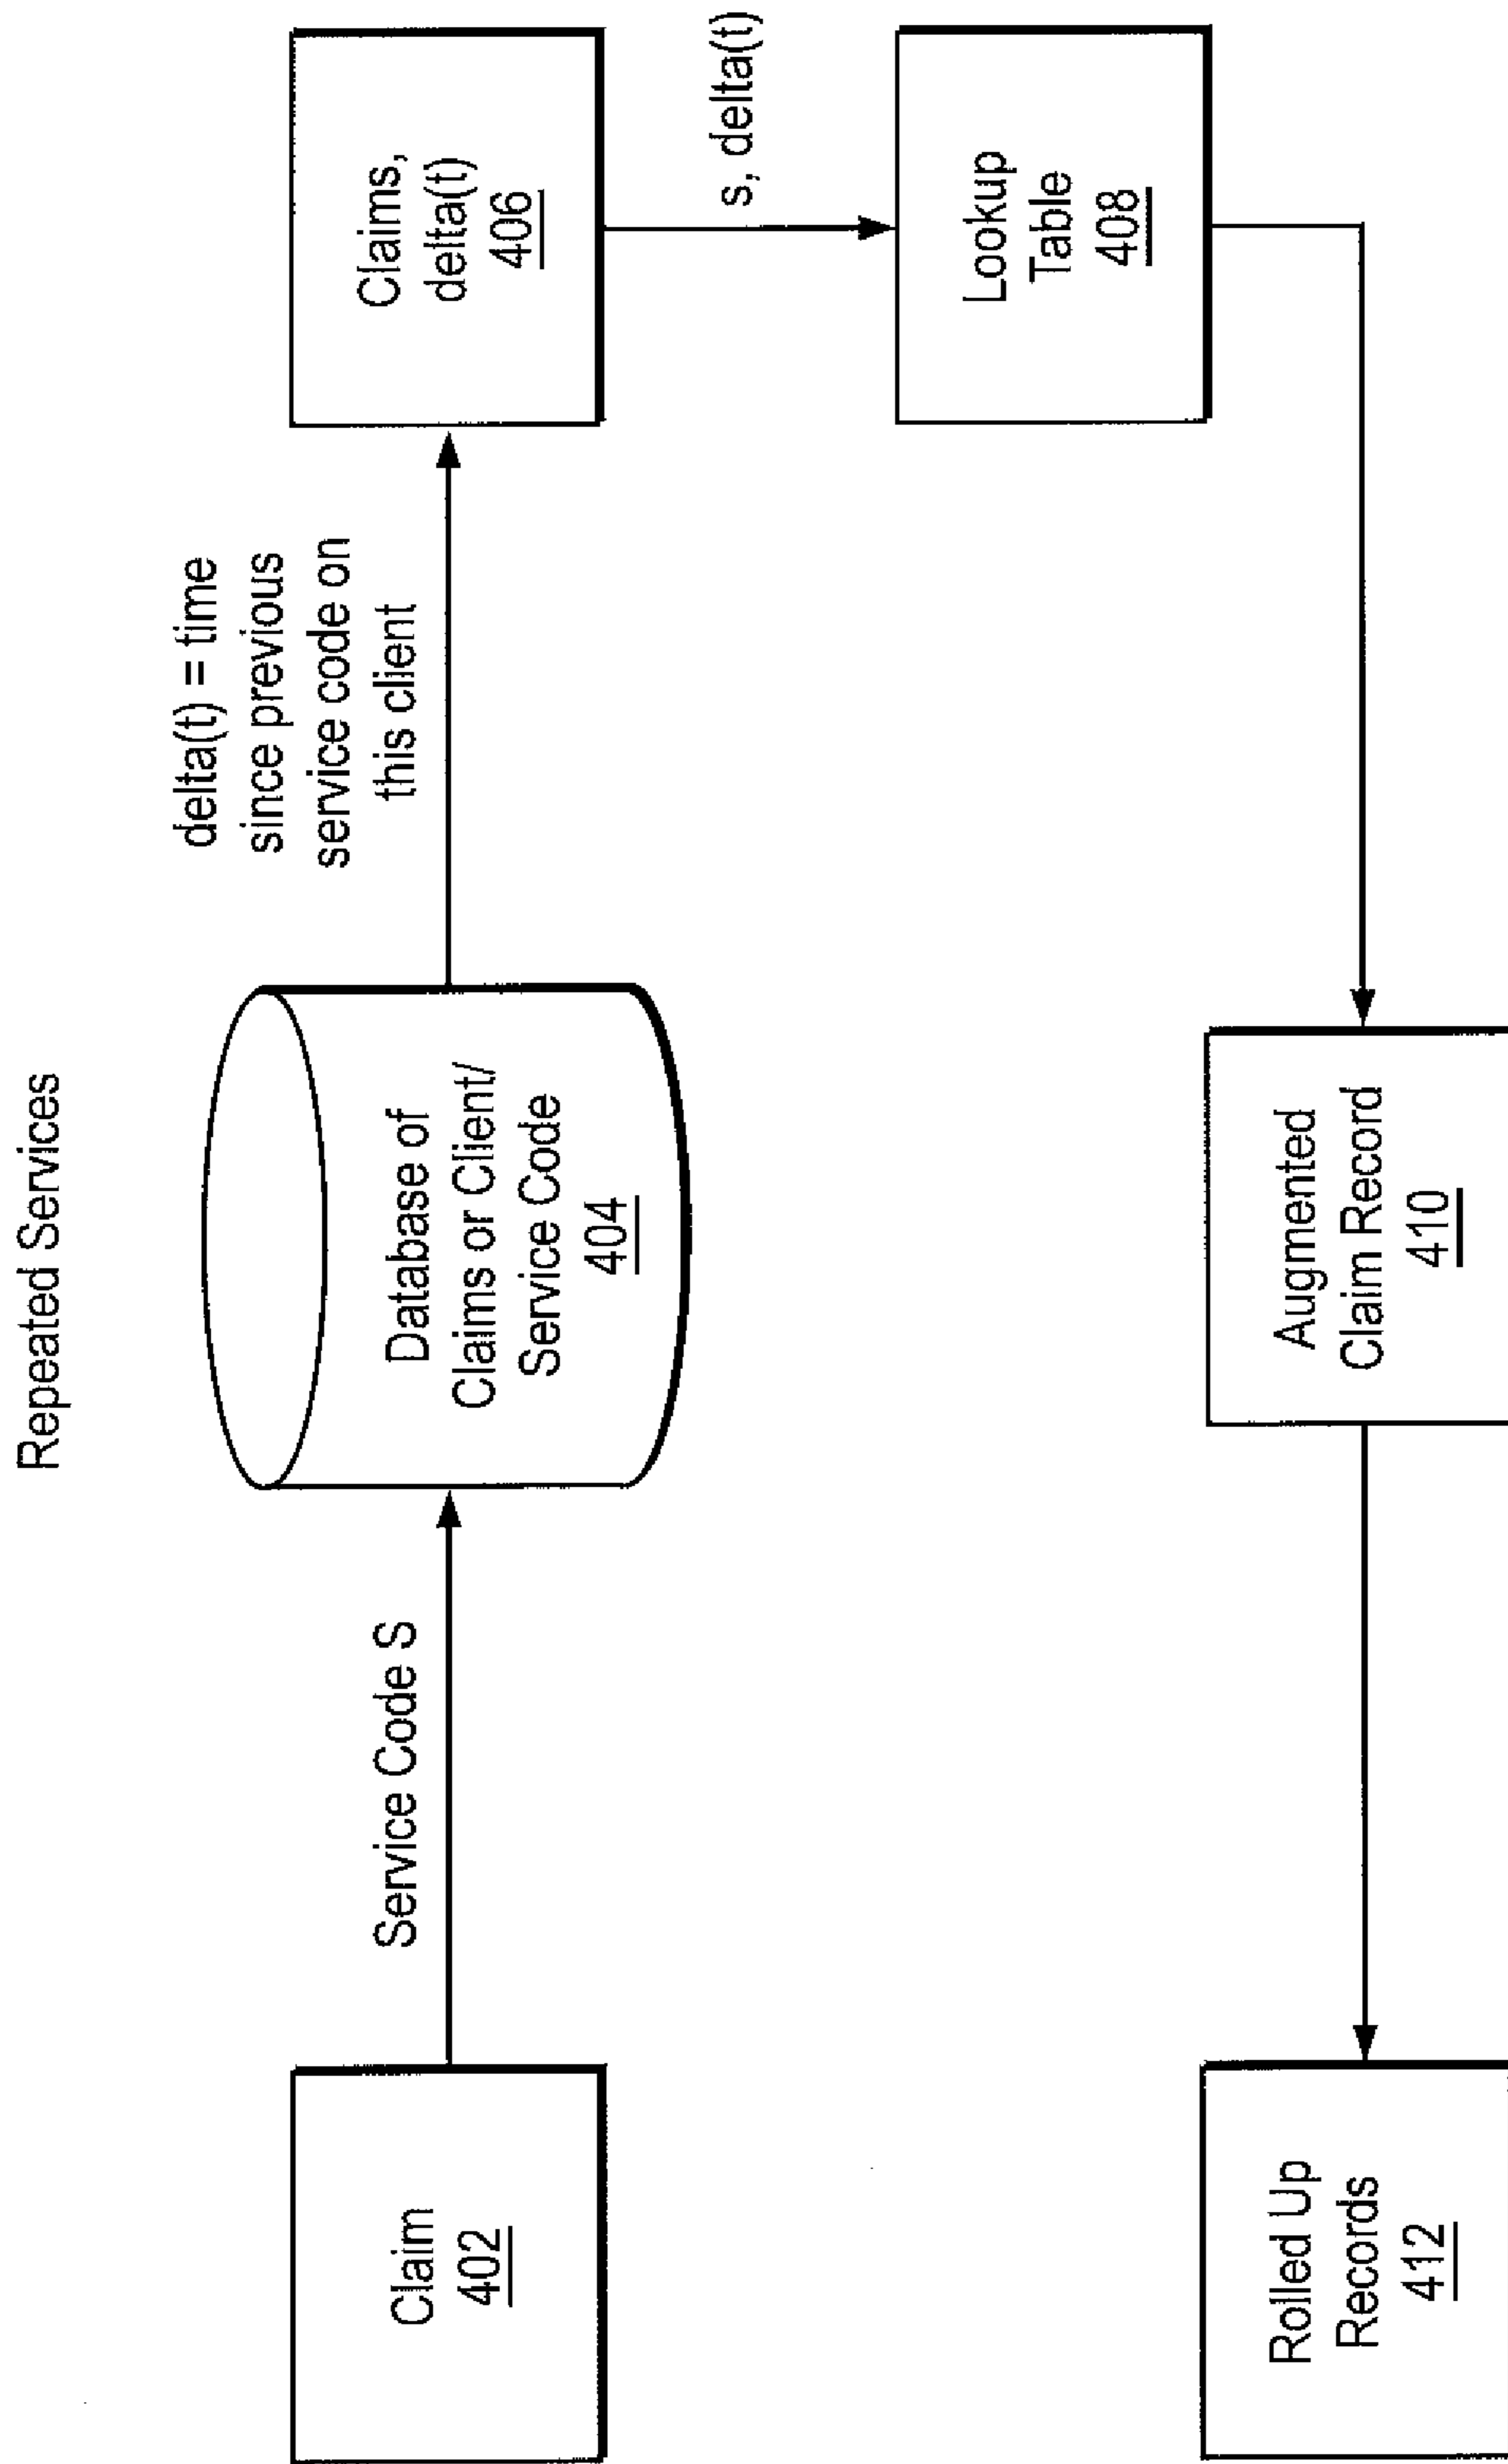 Repeated Services
Claim
402
Service Code S
Database of
Claims or Client/
Service Code
404
delta(t) = time
since previous
service code on
this client
Claims,
delta(t)
406
s, delta(t)
Lookup
Table
408
Augmented
Claim Record
410
Rolled Up
Records
412